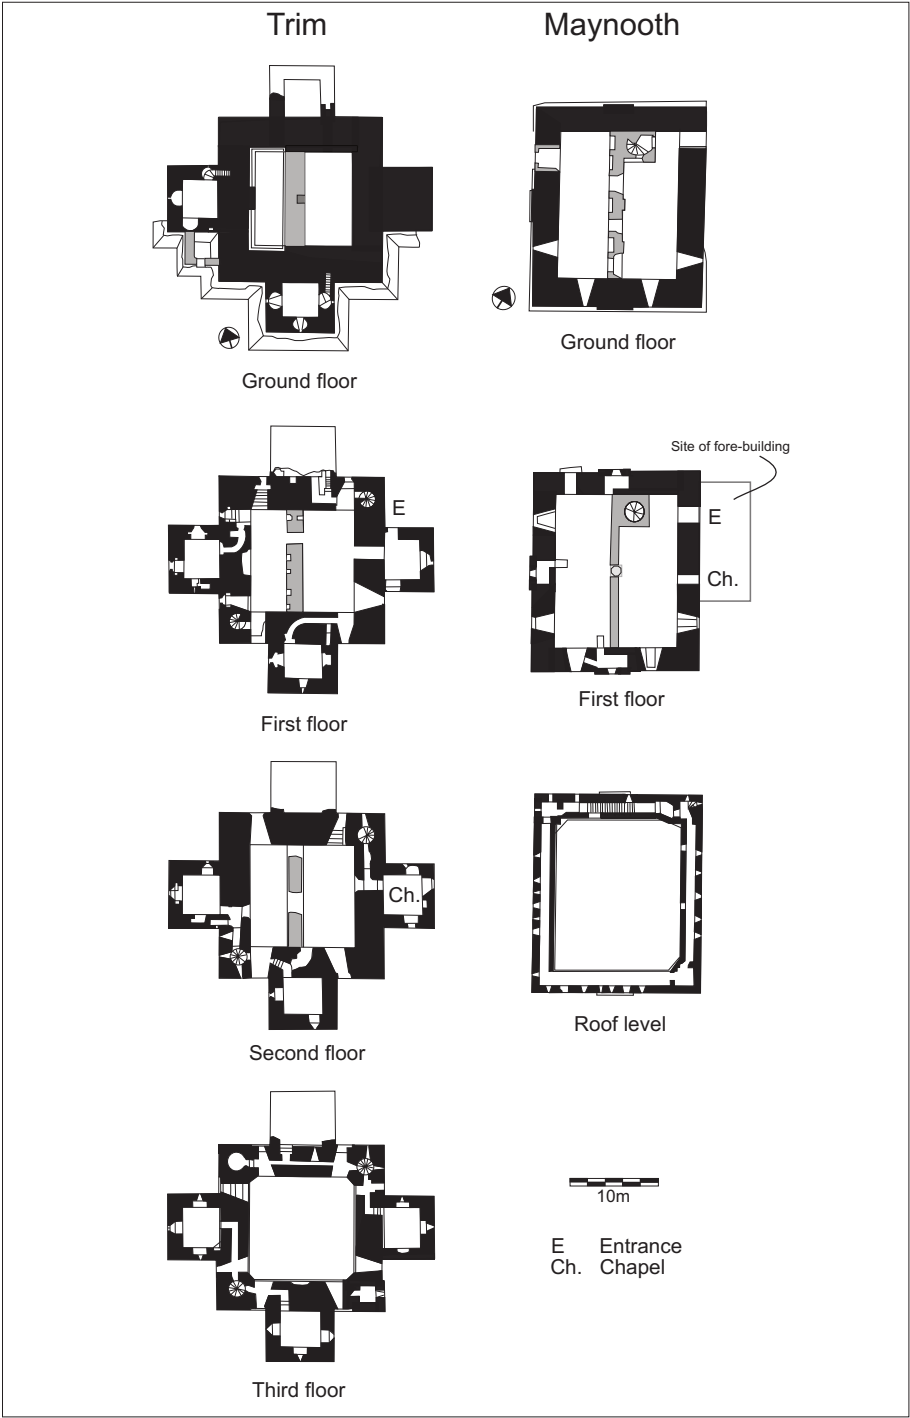 Trim
Maynooth
Ground floor
Ground floor
Site of fore-building
E
E
Ch.
First floor
First floor
Ch.
Second floor
Roof level
10m
E Entrance
Ch. Chapel
Third floor